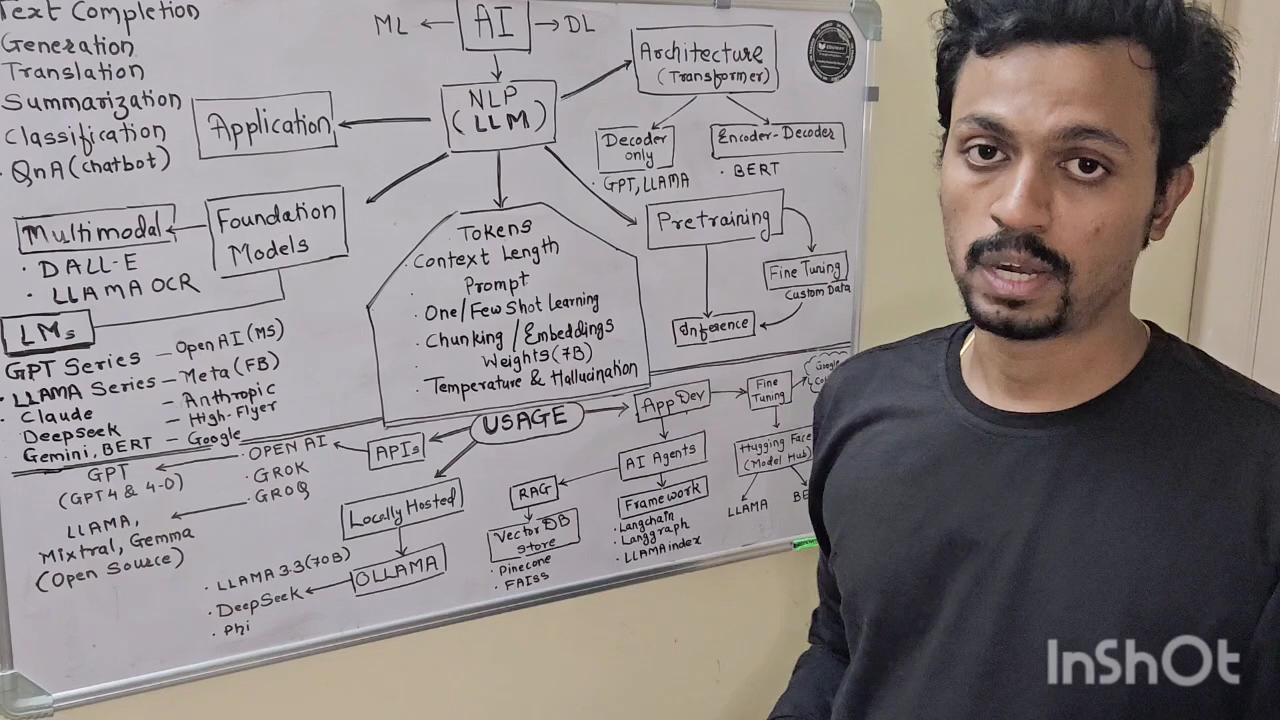 Text Completion
Generation
Translation
Summarization
Classification
QnA (chatbot)
Application
ML
AI
DL
NLP
(LLM)
Architecture
(Transformer)
Decoder
only
GPT, LLAMA
Encoder-Decoder
BERT
Multimodal
DALL-E
LLAMA OCR
Foundation
Models
LMs
GPT Series - OpenAI (MS)
LLAMA Series - Meta (FB)
Claude - Anthropic
DeepSeek - High-Flyer
Gemini, BERT - Google
Tokens
Context Length
Prompt
One/Few Shot Learning
Chunking / Embeddings
Weights (7B)
Temperature & Hallucination
Pretraining
Fine Tuning
Custom Data
Inference
USAGE
APIs
OPEN AI
GROK
GROQ
GPT
(GPT4 & 4-O)
LLAMA,
Mixtral, Gemma
(Open Source)
Locally Hosted
OLLAMA
LLAMA 3.3 (70B)
DeepSeek
Phi
App Dev
AI Agents
RAG
Vector DB
store
Pinecone
FAISS
Framework
Langchain
Langgraph
LLAMA index
Fine
Tuning
Google
Hugging Face
(Model Hub)
LLAMA
InShOt